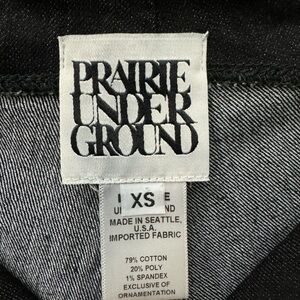 PRAIRIE
UNDER
GROUND
XS
MADE IN SEATTLE,
U.S.A.
IMPORTED FABRIC
79% COTTON
20% POLY
1% SPANDEX
EXCLUSIVE OF
ORNAMENTATION